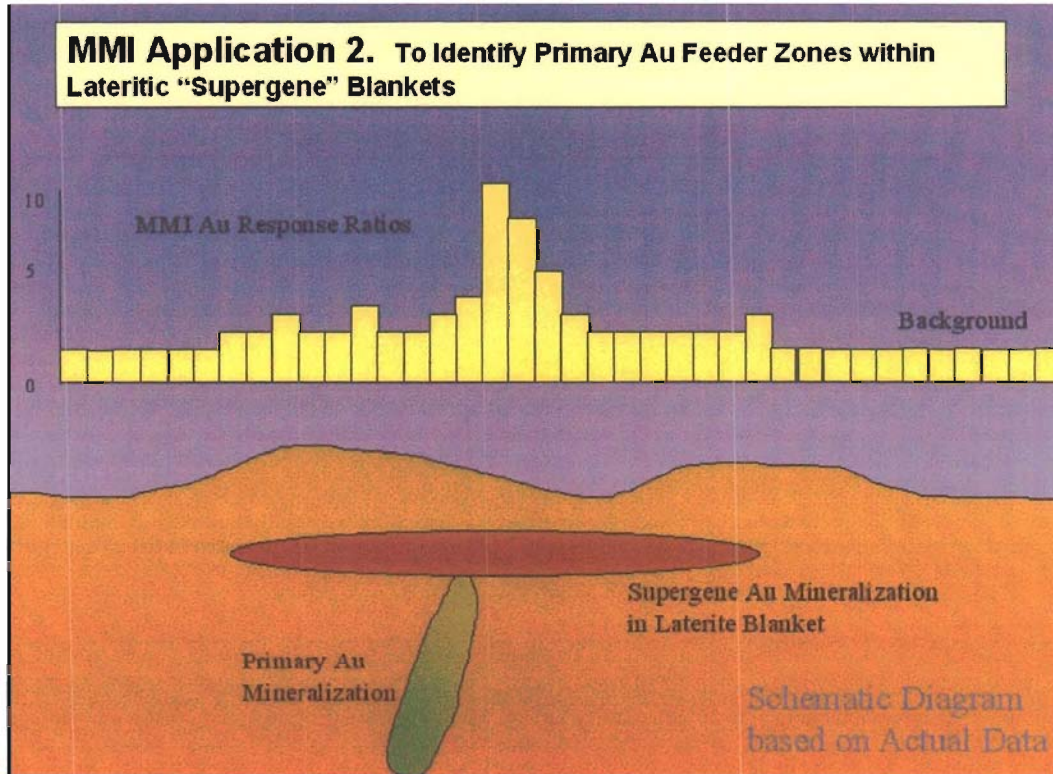 MMI Application 2. To Identify Primary Au Feeder Zones within
Lateritic “Supergene” Blankets
10
MMI Au Response Ratios
5
Background
0
Supergene Au Mineralization
in Laterite Blanket
Primary Au
Mineralization
Schematic Diagram
based on Actual Data